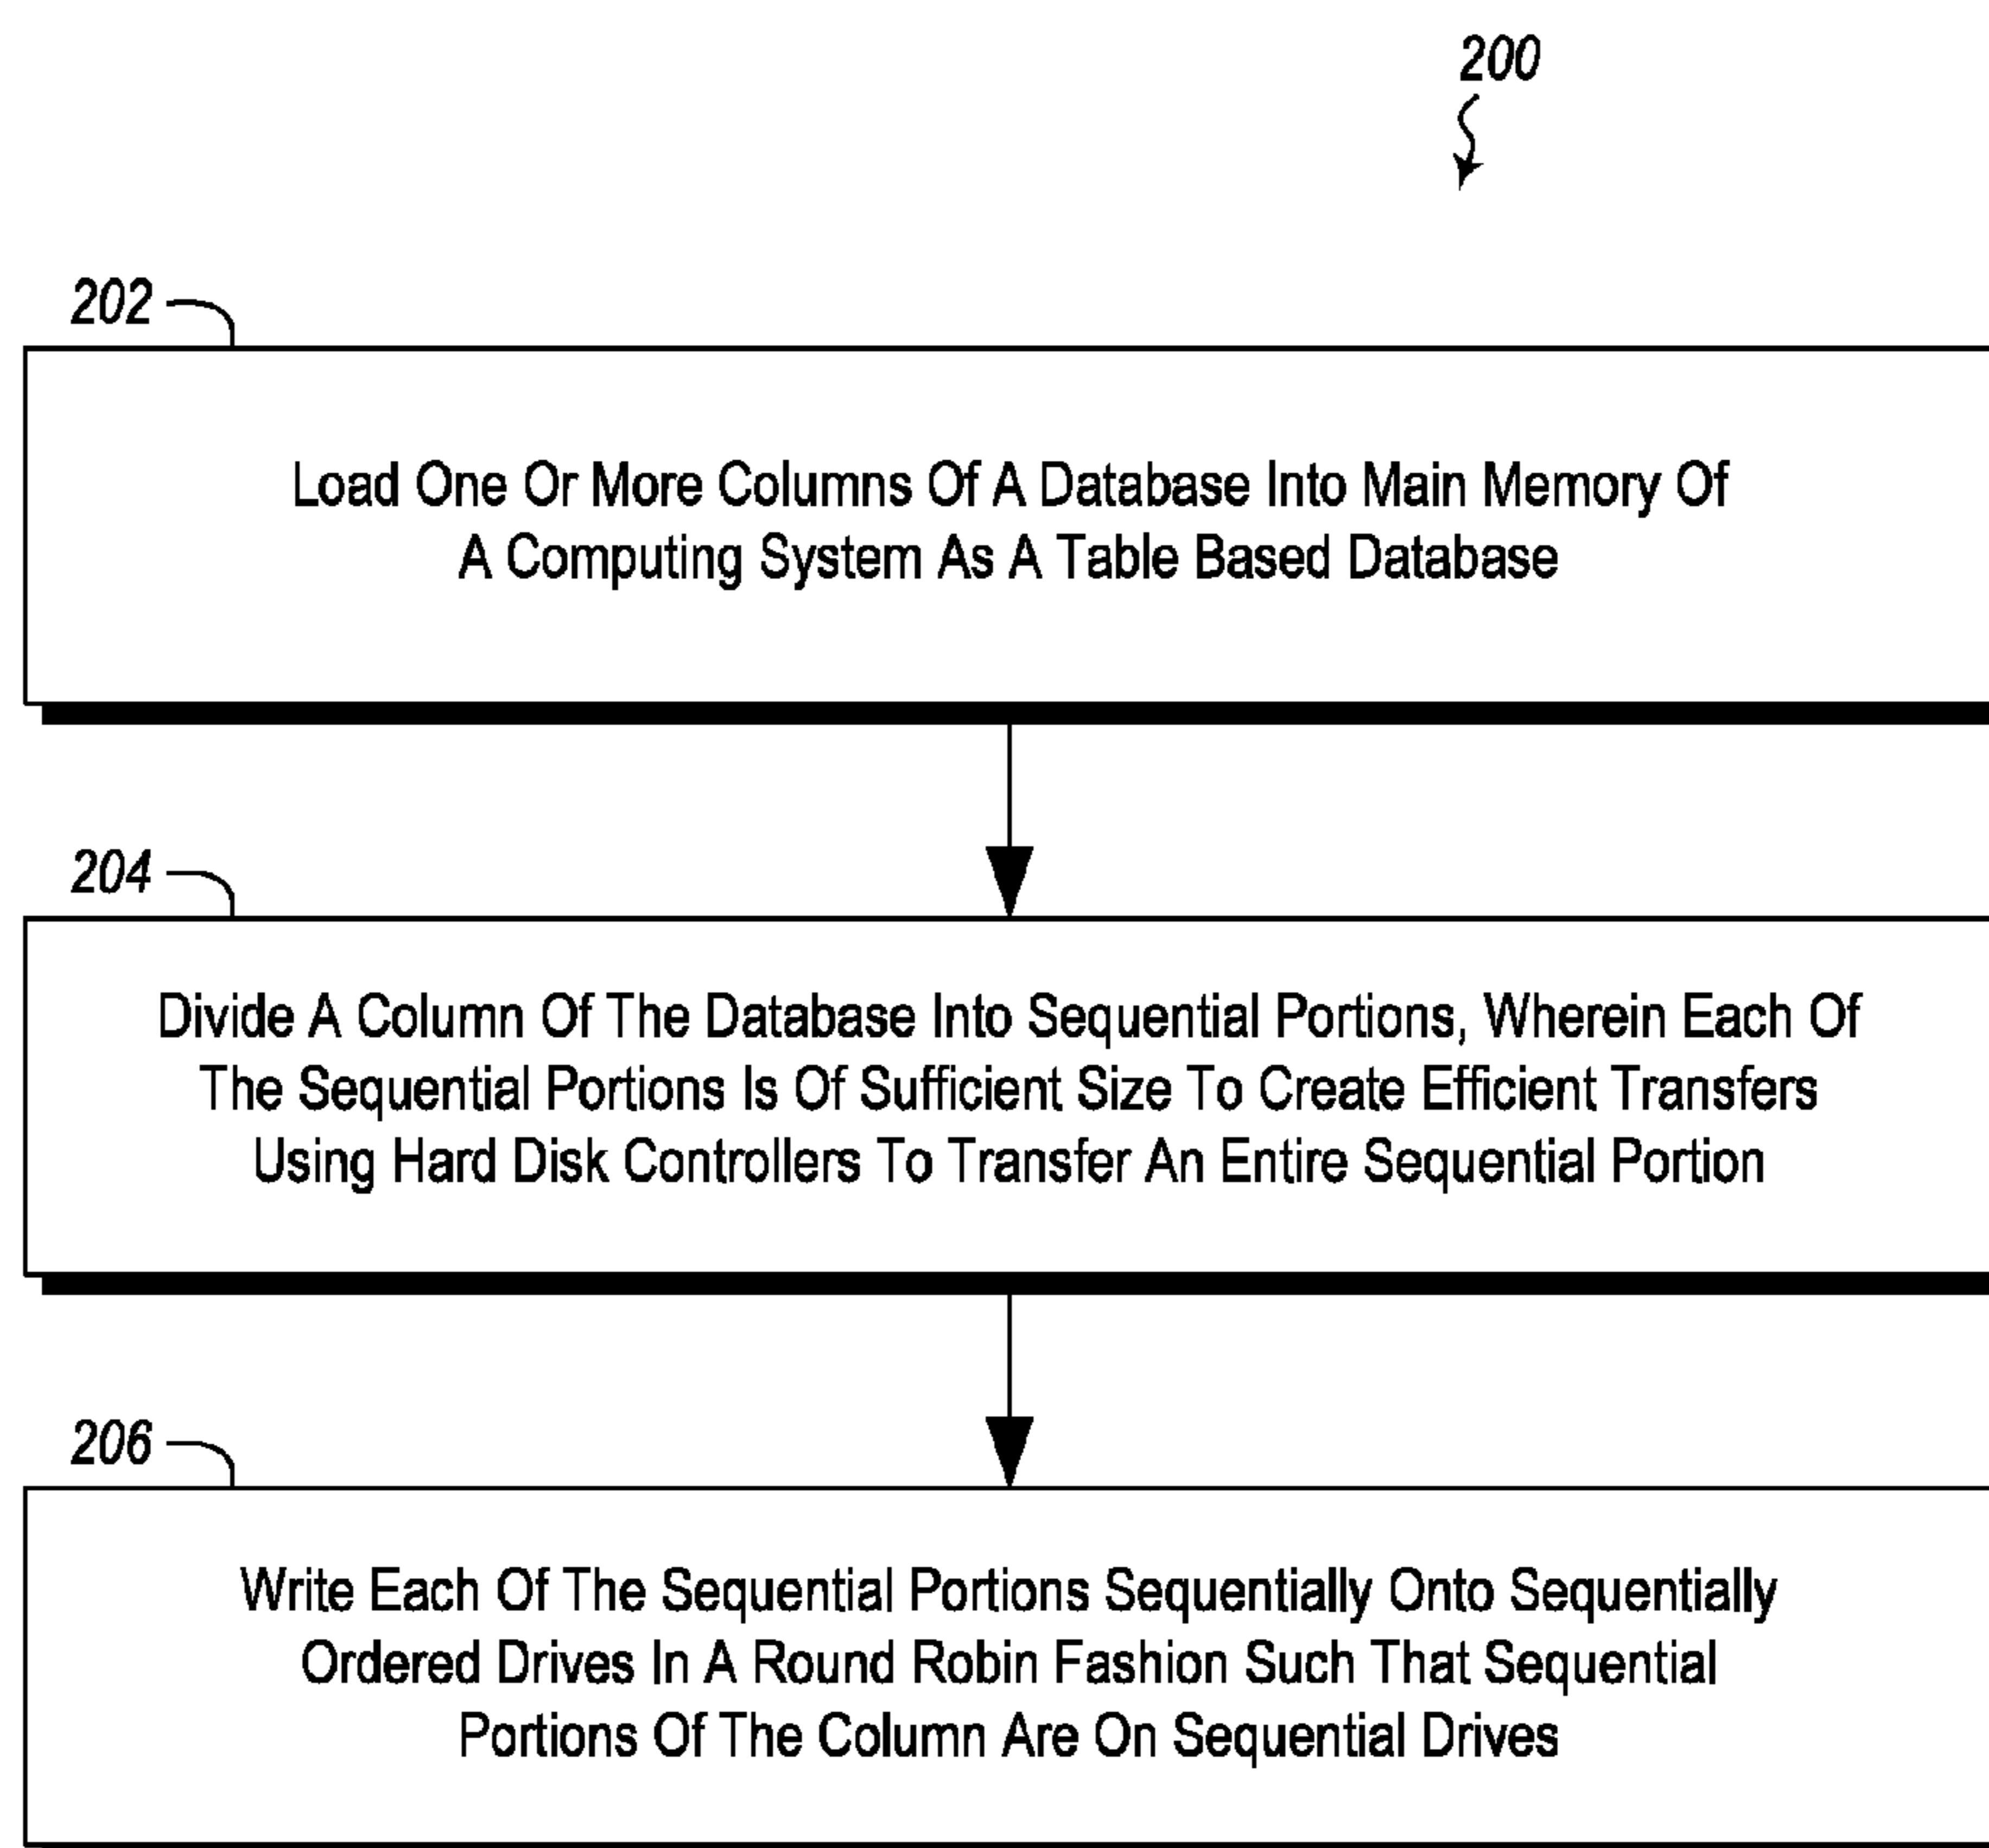 200
202
Load One Or More Columns Of A Database Into Main Memory Of
A Computing System As A Table Based Database
204
Divide A Column Of The Database Into Sequential Portions, Wherein Each Of
The Sequential Portions Is Of Sufficient Size To Create Efficient Transfers
Using Hard Disk Controllers To Transfer An Entire Sequential Portion
206
Write Each Of The Sequential Portions Sequentially Onto Sequentially
Ordered Drives In A Round Robin Fashion Such That Sequential
Portions Of The Column Are On Sequential Drives